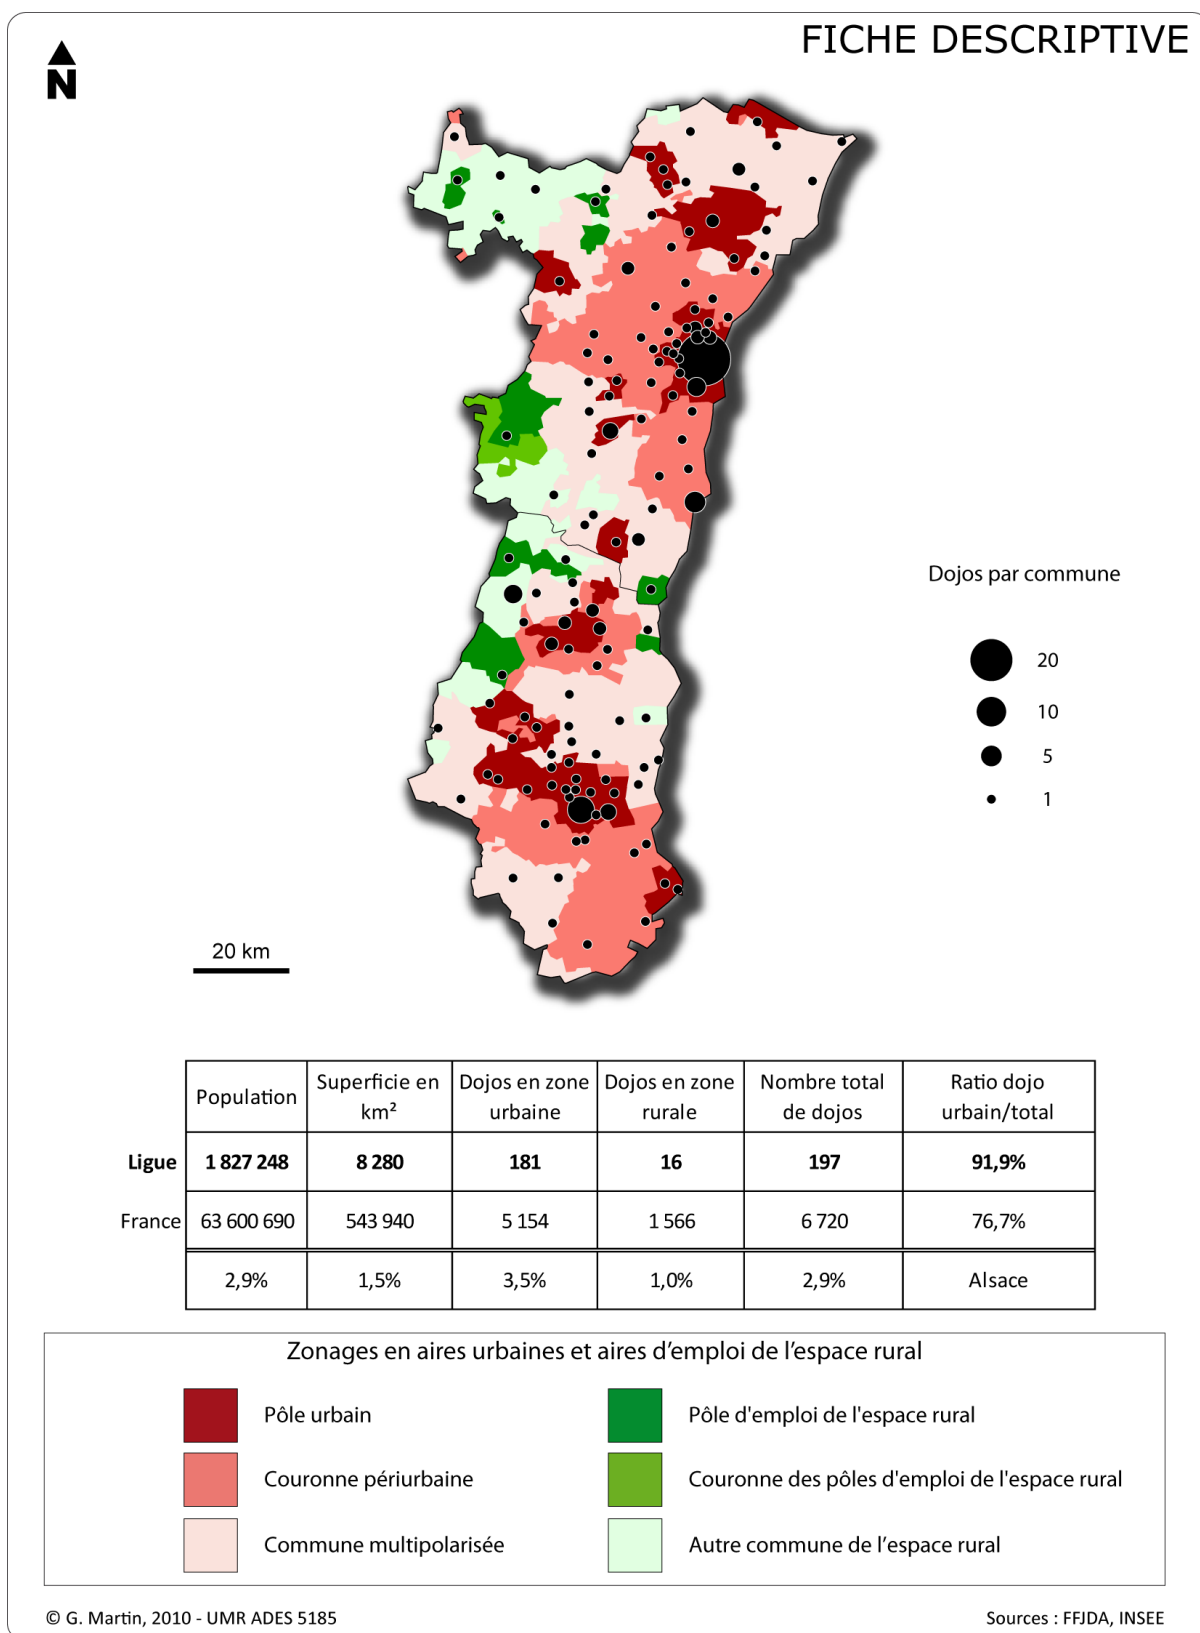 FICHE DESCRIPTIVE
N
Dojos par commune
20
10
5
1
20 km
Population
Superficie en
km²
Dojos en zone
urbaine
Dojos en zone
rurale
Nombre total
de dojos
Ratio dojo
urbain/total
Ligue 1 827 248 8 280 181 16 197 91,9%
France 63 600 690 543 940 5 154 1 566 6 720 76,7%
2,9% 1,5% 3,5% 1,0% 2,9% Alsace
Zonages en aires urbaines et aires d’emploi de l’espace rural
Pôle urbain
Pôle d'emploi de l'espace rural
Couronne périurbaine
Couronne des pôles d'emploi de l'espace rural
Commune multipolarisée
Autre commune de l’espace rural
© G. Martin, 2010 - UMR ADES 5185
Sources : FFJDA, INSEE